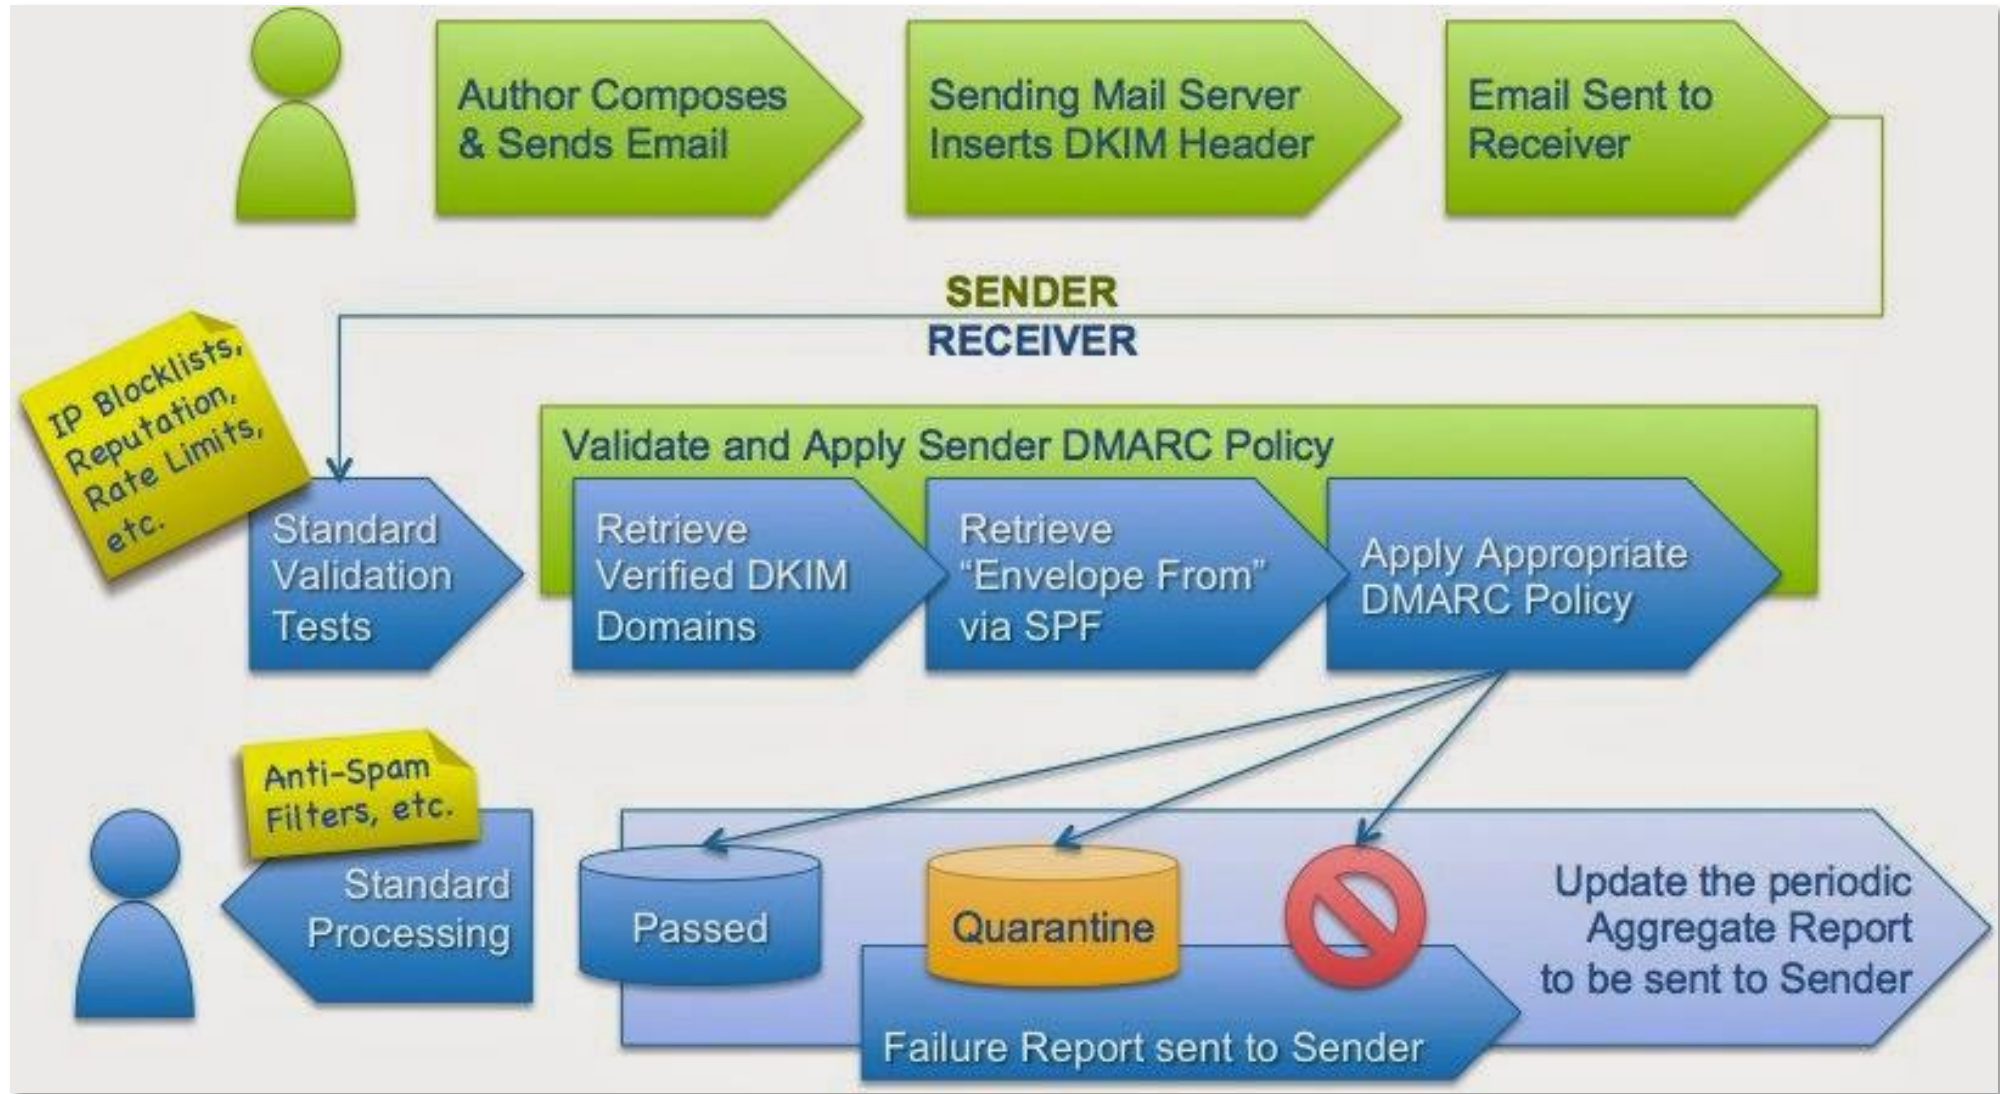 Author Composes
& Sends Email
Sending Mail Server
Inserts DKIM Header
Email Sent to
Receiver
SENDER
RECEIVER
IP Blocklists,
Reputation,
Rate Limits,
etc.
Validate and Apply Sender DMARC Policy
Standard
Validation
Tests
Retrieve
Verified DKIM
Domains
Retrieve
“Envelope From”
via SPF
Apply Appropriate
DMARC Policy
Anti-Spam
Filters, etc.
Standard
Processing
Passed
Quarantine
Update the periodic
Aggregate Report
to be sent to Sender
Failure Report sent to Sender